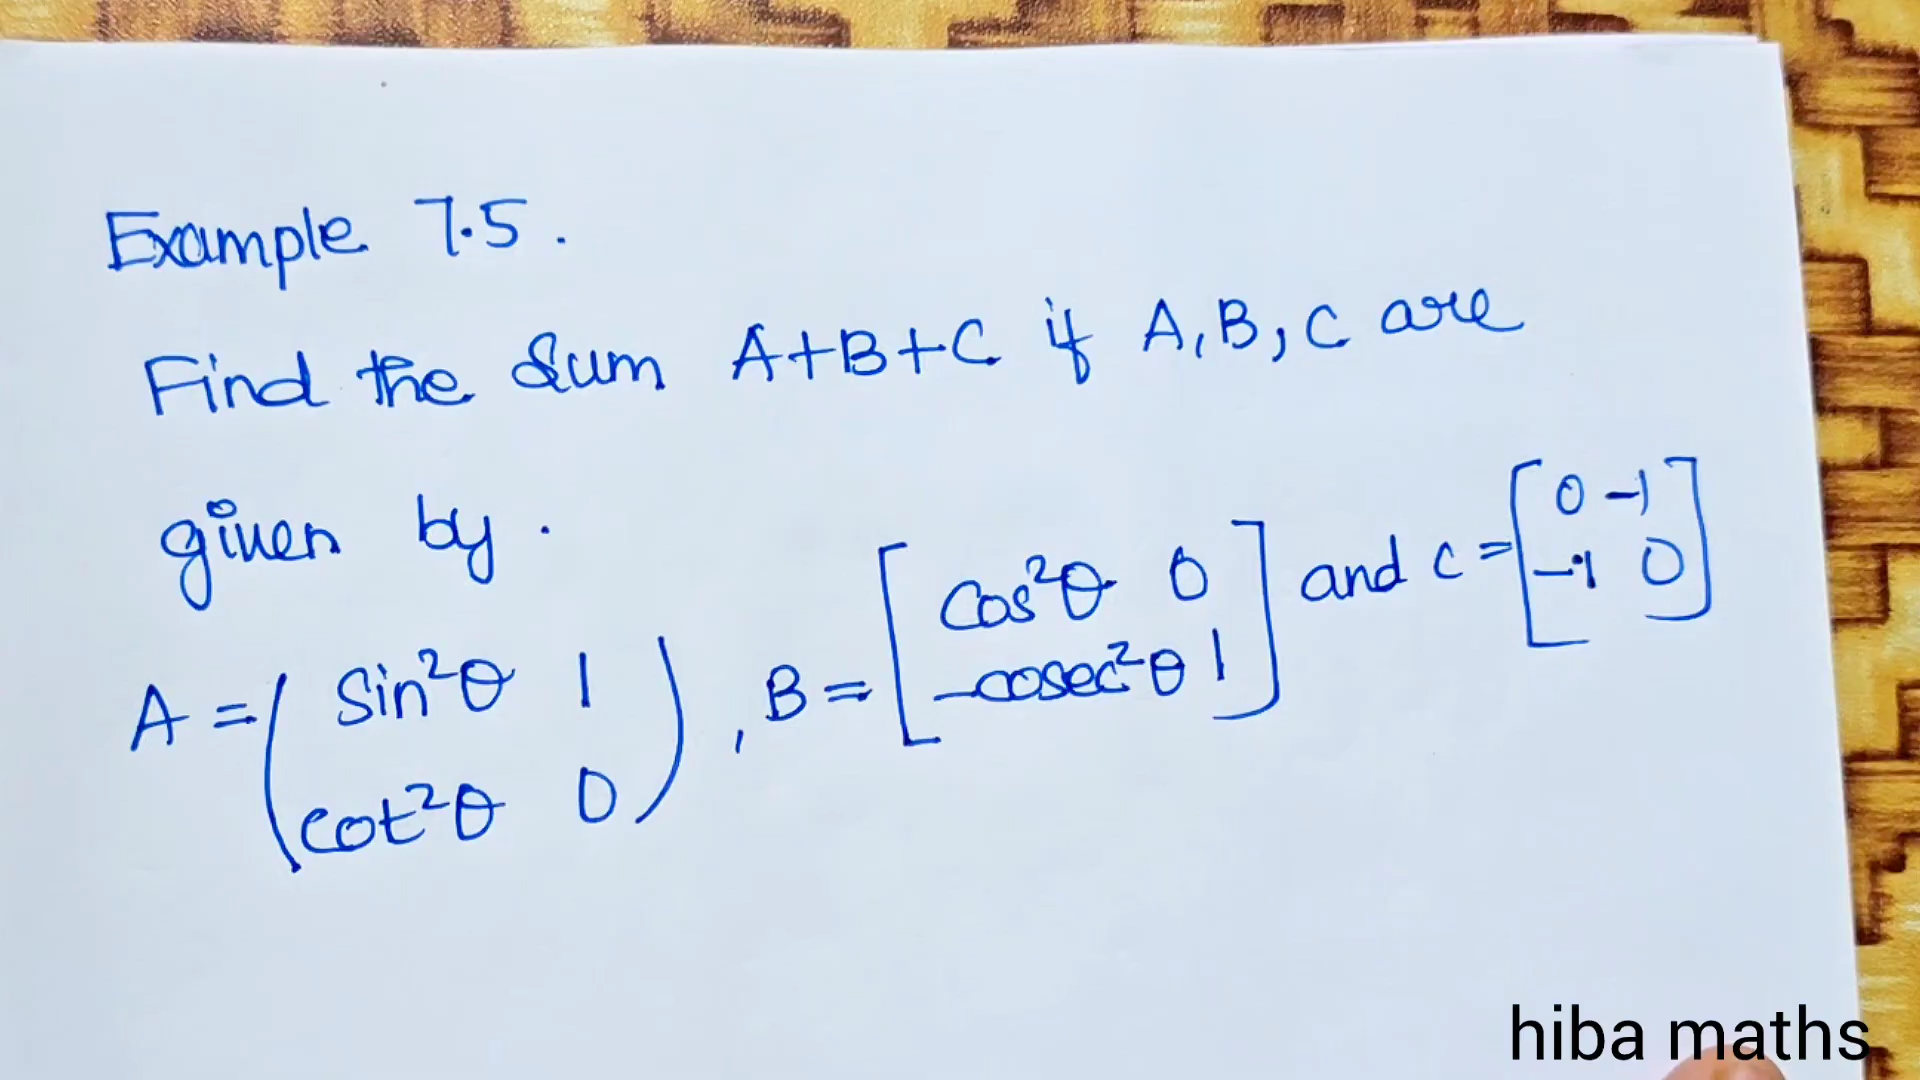 Example 7.5.
Find the Sum A+B+C if A,B,C are
given by.
A = ( Sin²θ 1
cot²θ 0 ), B = [ Cos²θ 0
-cosec²θ 1 ] and C = [ 0 -1
-1 0 ]
hiba maths